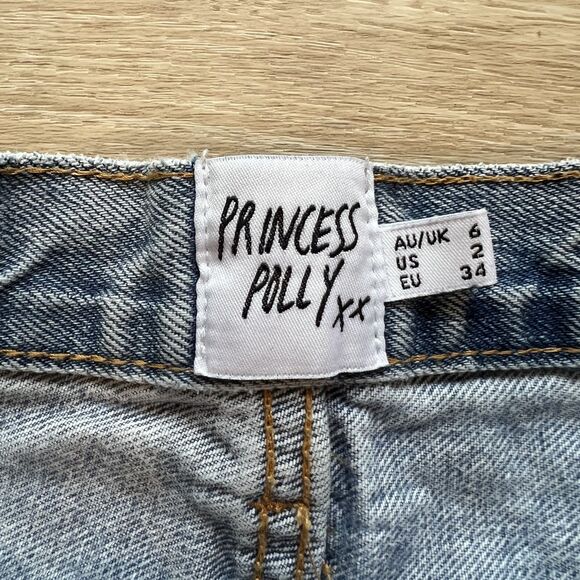 PRINCESS
POLLY xx
AU/UK 6
US 2
EU 34